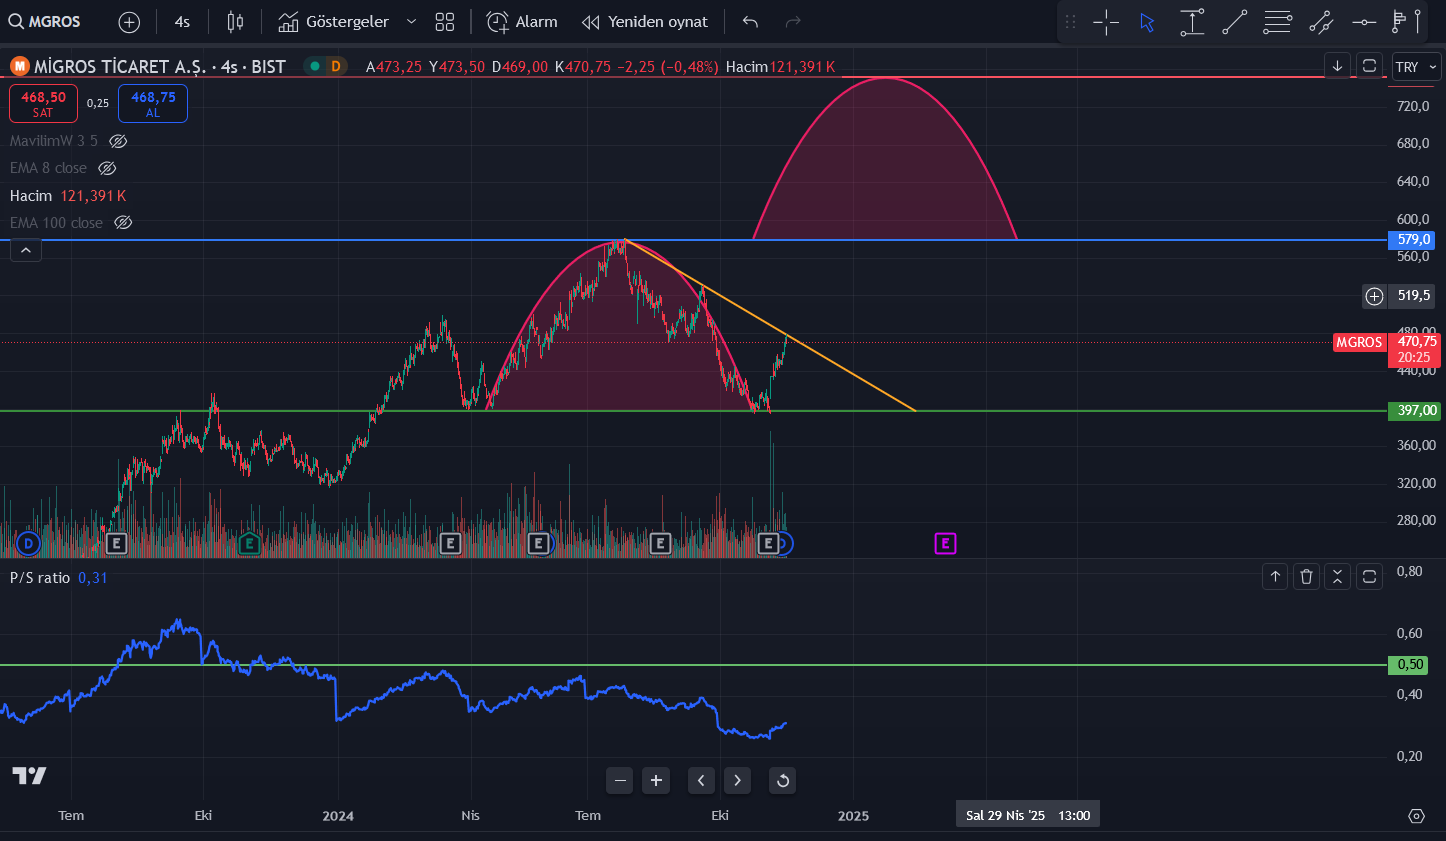 MGROS
4s
Göstergeler
Alarm
Yeniden oynat
M MİGROS TİCARET A.Ş. · 4s · BIST D A473,25 Y473,50 D469,00 K470,75 −2,25 (−0,48%) Hacim121,391 K
TRY
468,50
SAT
0,25
468,75
AL
MavilimW 3 5
EMA 8 close
Hacim 121,391 K
EMA 100 close
720,0
680,0
640,0
600,0
579,0
560,0
519,5
480,00
MGROS 470,75
20:25
440,00
397,00
360,00
320,00
280,00
D E E E E E E D E
P/S ratio 0,31
0,80
0,60
0,50
0,40
0,20
Tem Eki 2024 Nis Tem Eki 2025 Sal 29 Nis '25 13:00